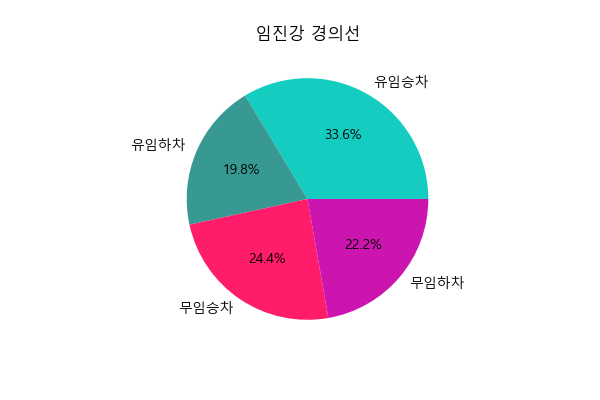 임진강 경의선
유임승차
33.6%
유임하차
19.8%
무임승차
24.4%
무임하차
22.2%